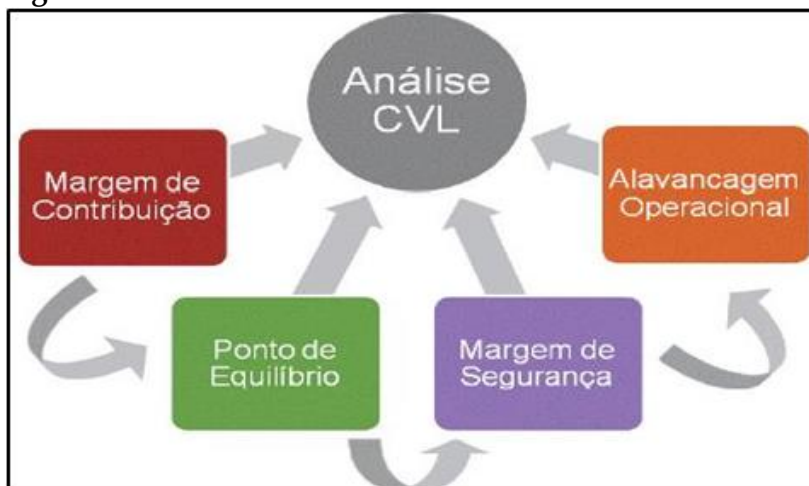 Análise
CVL
Margem de
Contribuição
Alavancagem
Operacional
Ponto de
Equilíbrio
Margem de
Segurança